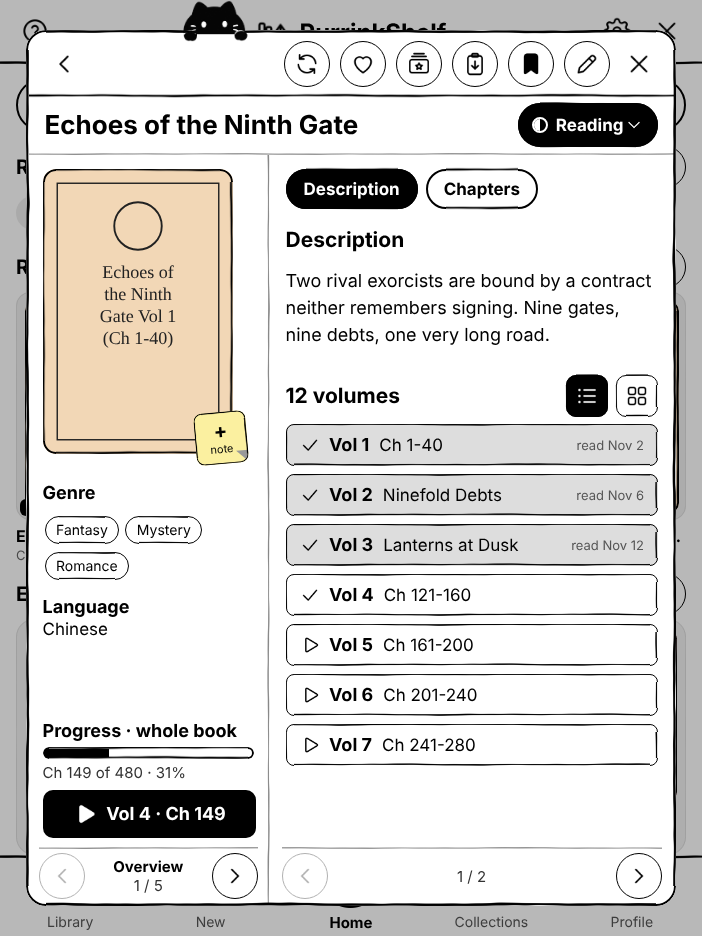 PurrinkShelf
Echoes of the Ninth Gate
Reading
Echoes of
the Ninth
Gate Vol 1
(Ch 1-40)
+
note
Genre
Fantasy
Mystery
Romance
Language
Chinese
Progress · whole book
Ch 149 of 480 · 31%
Vol 4 · Ch 149
Overview
1 / 5
Description
Chapters
Description
Two rival exorcists are bound by a contract
neither remembers signing. Nine gates,
nine debts, one very long road.
12 volumes
Vol 1 Ch 1-40 read Nov 2
Vol 2 Ninefold Debts read Nov 6
Vol 3 Lanterns at Dusk read Nov 12
Vol 4 Ch 121-160
Vol 5 Ch 161-200
Vol 6 Ch 201-240
Vol 7 Ch 241-280
1 / 2
Library
New
Home
Collections
Profile